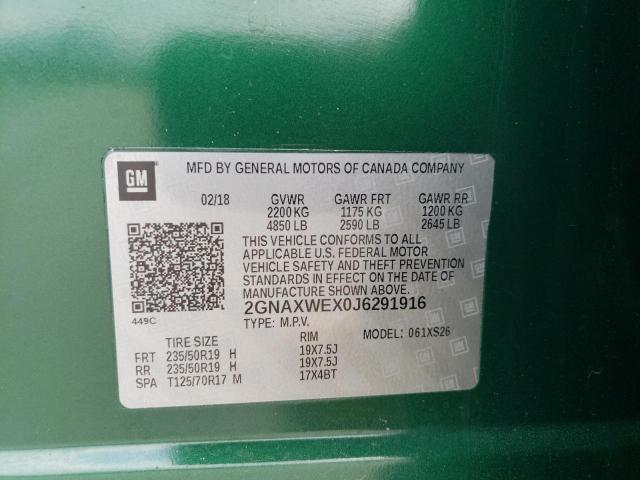 GM
MFD BY GENERAL MOTORS OF CANADA COMPANY
02/18 GVWR GAWR FRT GAWR RR
2200 KG 1175 KG 1200 KG
4850 LB 2590 LB 2645 LB
THIS VEHICLE CONFORMS TO ALL
APPLICABLE U.S. FEDERAL MOTOR
VEHICLE SAFETY AND THEFT PREVENTION
STANDARDS IN EFFECT ON THE DATE OF
MANUFACTURE SHOWN ABOVE.
2GNAXWEX0J6291916
449C
TYPE: M.P.V. MODEL: 061XS26
TIRE SIZE RIM
FRT 235/50R19 H 19X7.5J
RR 235/50R19 H 19X7.5J
SPA T125/70R17 M 17X4BT